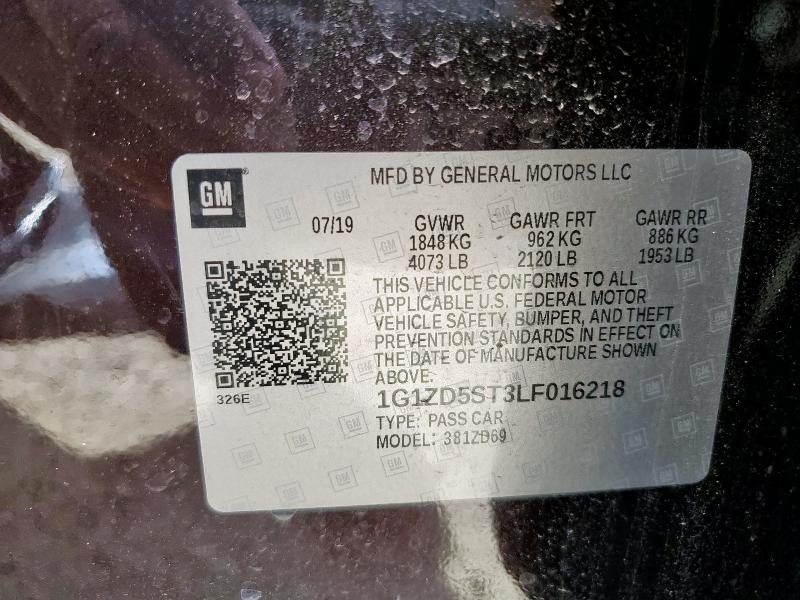 GM
MFD BY GENERAL MOTORS LLC
07/19 GVWR GAWR FRT GAWR RR
1848 KG 962 KG 886 KG
4073 LB 2120 LB 1953 LB
THIS VEHICLE CONFORMS TO ALL
APPLICABLE U.S. FEDERAL MOTOR
VEHICLE SAFETY, BUMPER, AND THEFT
PREVENTION STANDARDS IN EFFECT ON
THE DATE OF MANUFACTURE SHOWN
ABOVE.
326E
1G1ZD5ST3LF016218
TYPE: PASS CAR
MODEL: 381ZD69